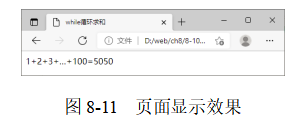 while循环求和
文件 | D:/web/ch8/8-10...
1+2+3+...+100=5050
图 8-11 页面显示效果